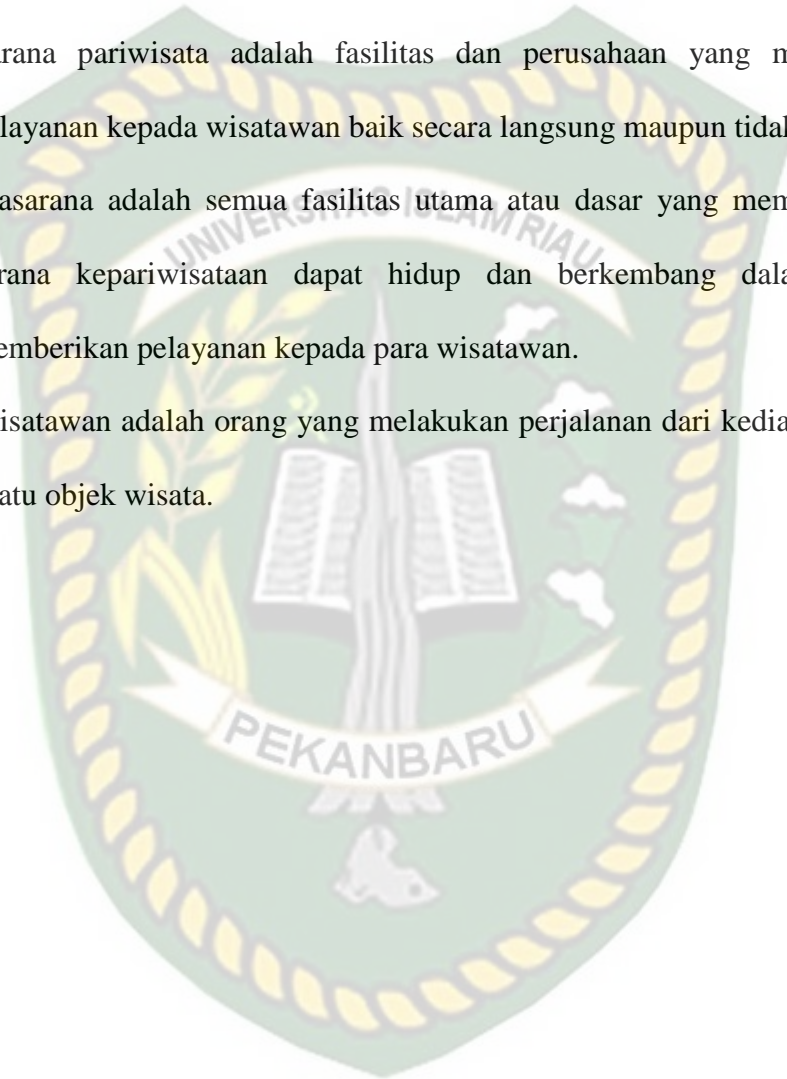 arana pariwisata adalah fasilitas dan perusahaan yang m
layanan kepada wisatawan baik secara langsung maupun tidak
asarana adalah semua fasilitas utama atau dasar yang mem
rana kepariwisataan dapat hidup dan berkembang dala
emberikan pelayanan kepada para wisatawan.
isatawan adalah orang yang melakukan perjalanan dari kedia
atu objek wisata.
UNIVERSITAS ISLAM RIAU
PEKANBARU